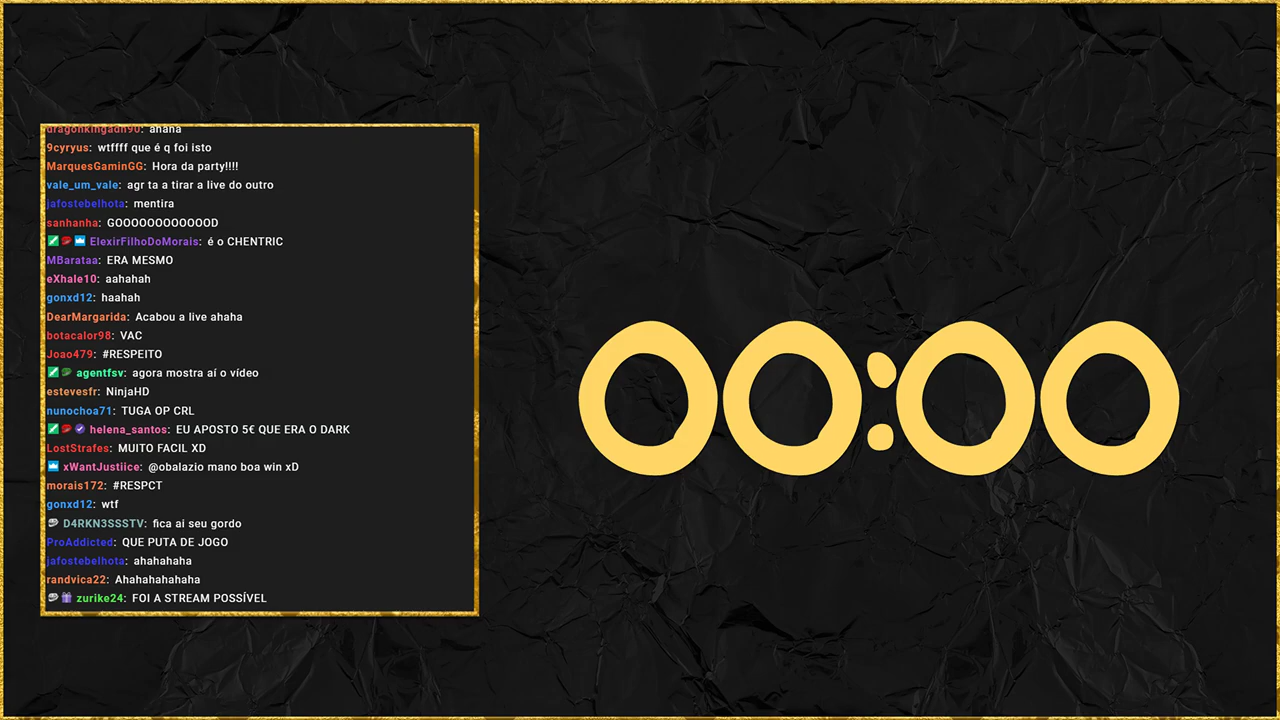 dragonkingadn90: ahaha
9cyryus: wtffff que é q foi isto
MarquesGaminGG: Hora da party!!!!
vale_um_vale: agr ta a tirar a live do outro
jafostebelhota: mentira
sanhanha: GOOOOOOOOOOOOD
ElexirFilhoDoMorais: é o CHENTRIC
MBarataa: ERA MESMO
eXhale10: aahahah
gonxd12: haahah
DearMargarida: Acabou a live ahaha
botacalor98: VAC
Joao479: #RESPEITO
agentfsv: agora mostra aí o vídeo
estevesfr: NinjaHD
nunochoa71: TUGA OP CRL
helena_santos: EU APOSTO 5€ QUE ERA O DARK
LostStrafes: MUITO FACIL XD
xWantJustiice: @obalazio mano boa win xD
morais172: #RESPCT
gonxd12: wtf
D4RKN3SSSTV: fica ai seu gordo
ProAddicted: QUE PUTA DE JOGO
jafostebelhota: ahahahaha
randvica22: Ahahahahahaha
zurike24: FOI A STREAM POSSÍVEL
00:00